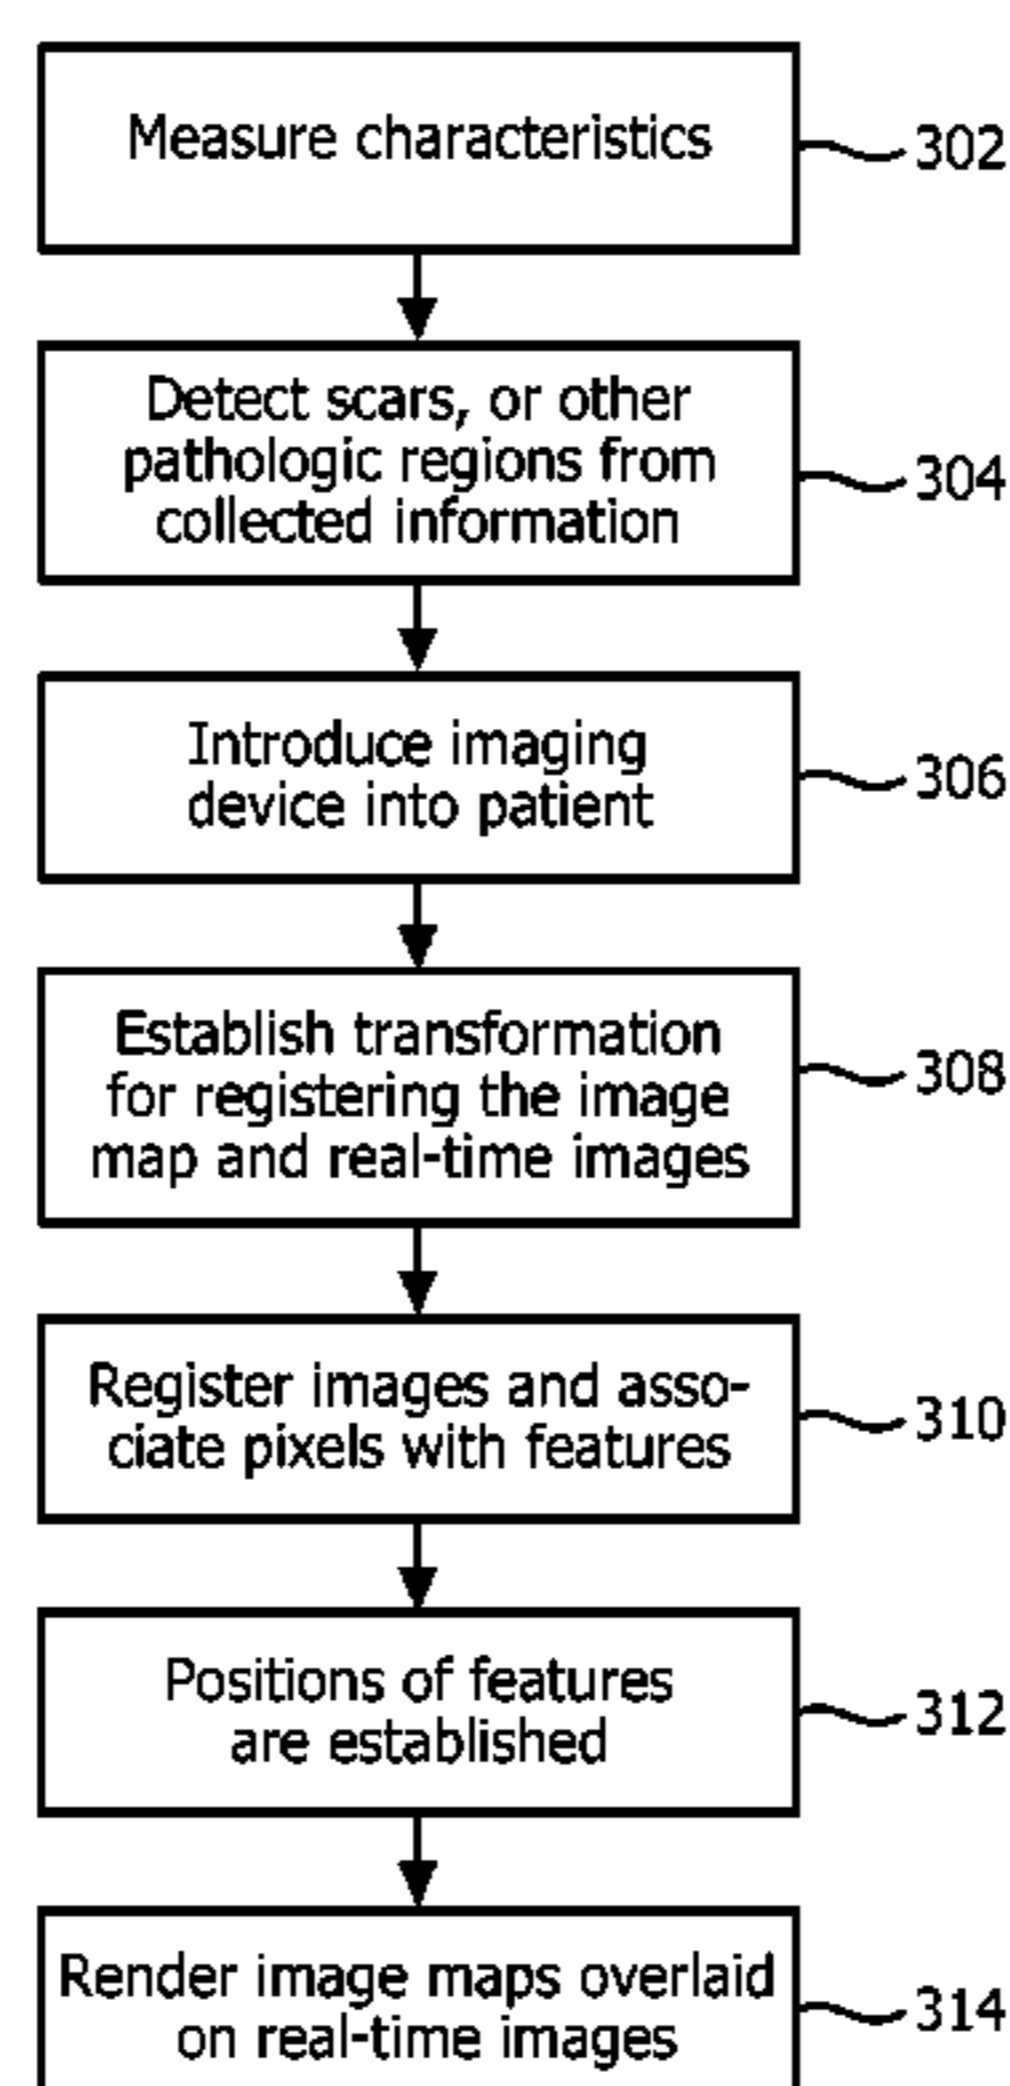 Measure characteristics
302
Detect scars, or other
pathologic regions from
collected information
304
Introduce imaging
device into patient
306
Establish transformation
for registering the image
map and real-time images
308
Register images and asso-
ciate pixels with features
310
Positions of features
are established
312
Render image maps overlaid
on real-time images
314